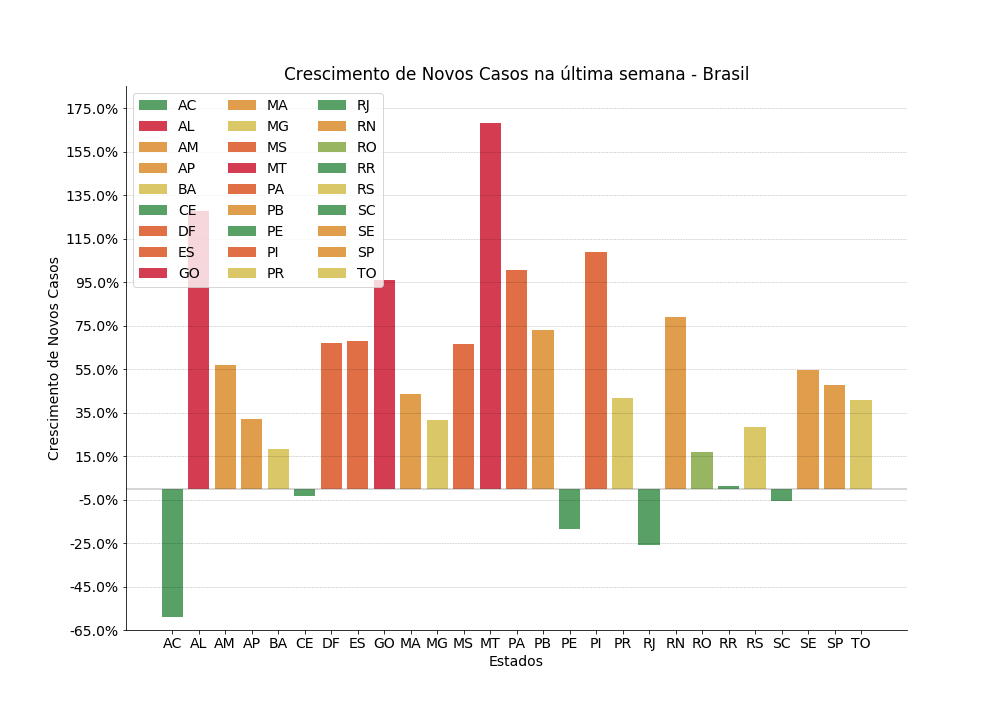 Crescimento de Novos Casos na última semana - Brasil
Crescimento de Novos Casos
175.0%
155.0%
135.0%
115.0%
95.0%
75.0%
55.0%
35.0%
15.0%
-5.0%
-25.0%
-45.0%
-65.0%
AC MA RJ
AL MG RN
AM MS RO
AP MT RR
BA PA RS
CE PB SC
DF PE SE
ES PI SP
GO PR TO
AC AL AM AP BA CE DF ES GO MA MG MS MT PA PB PE PI PR RJ RN RO RR RS SC SE SP TO
Estados